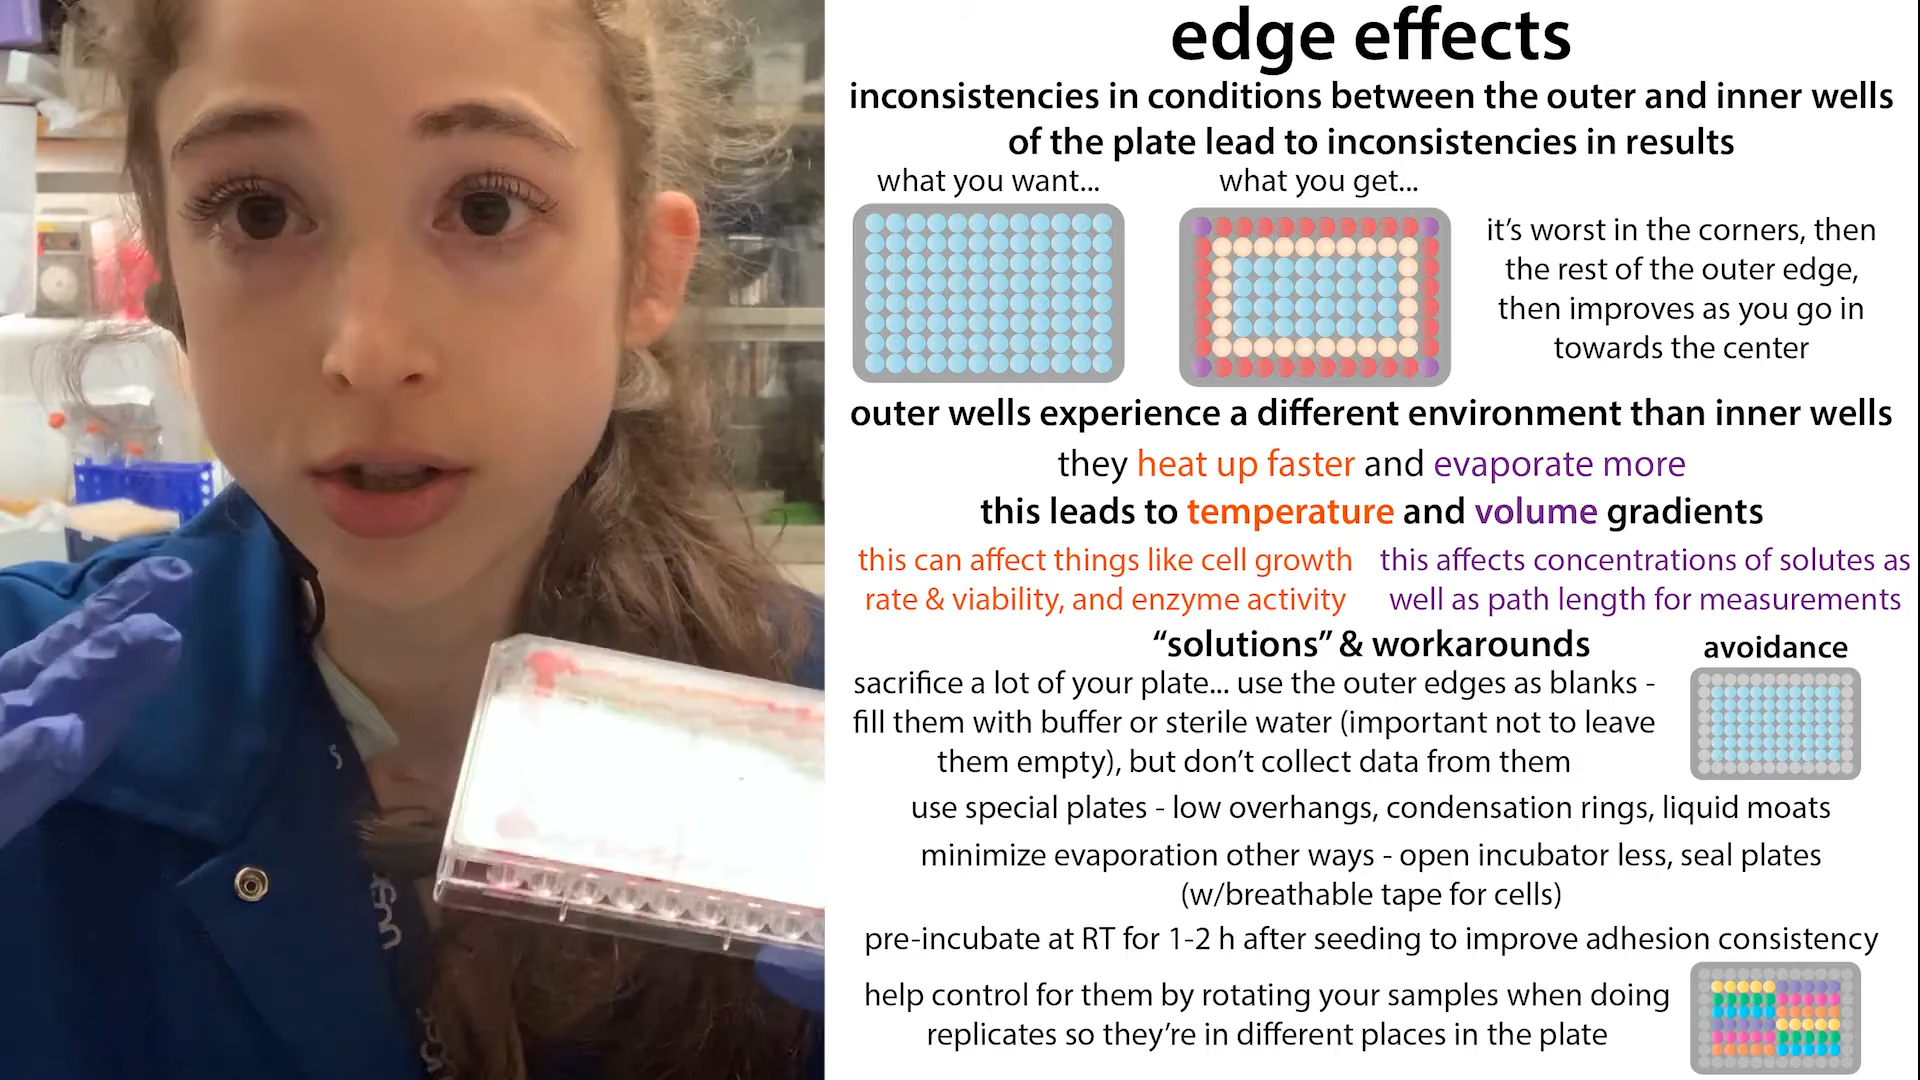 edge effects
inconsistencies in conditions between the outer and inner wells
of the plate lead to inconsistencies in results
what you want...
what you get...
it's worst in the corners, then
the rest of the outer edge,
then improves as you go in
towards the center
outer wells experience a different environment than inner wells
they heat up faster and evaporate more
this leads to temperature and volume gradients
this can affect things like cell growth
rate & viability, and enzyme activity
this affects concentrations of solutes as
well as path length for measurements
“solutions” & workarounds
avoidance
sacrifice a lot of your plate... use the outer edges as blanks -
fill them with buffer or sterile water (important not to leave
them empty), but don't collect data from them
use special plates - low overhangs, condensation rings, liquid moats
minimize evaporation other ways - open incubator less, seal plates
(w/breathable tape for cells)
pre-incubate at RT for 1-2 h after seeding to improve adhesion consistency
help control for them by rotating your samples when doing
replicates so they're in different places in the plate